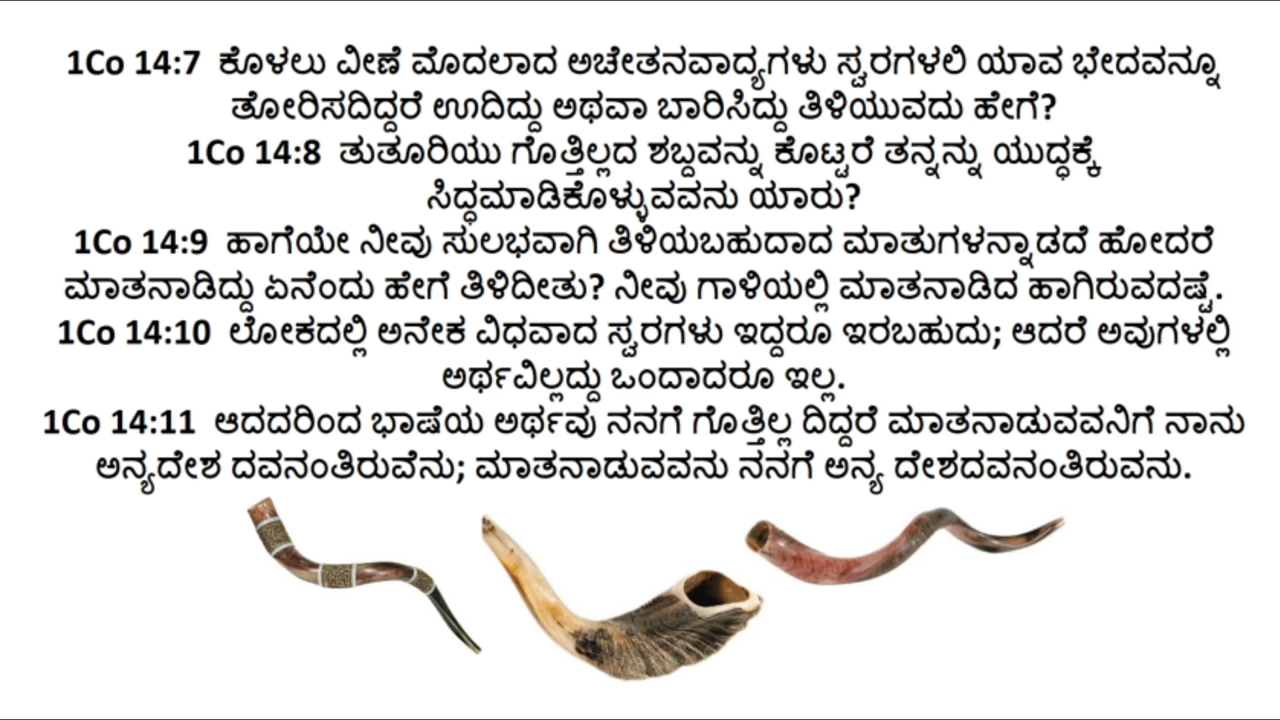 1Co 14:7 ಕೊಳಲು ವೀಣೆ ಮೊದಲಾದ ಅಚೇತನವಾದ್ಯಗಳು ಸ್ವರಗಳಲಿ ಯಾವ ಭೇದವನ್ನೂ
ತೋರಿಸದಿದ್ದರೆ ಊದಿದ್ದು ಅಥವಾ ಬಾರಿಸಿದ್ದು ತಿಳಿಯುವದು ಹೇಗೆ?
1Co 14:8 ತುತೂರಿಯು ಗೊತ್ತಿಲ್ಲದ ಶಬ್ದವನ್ನು ಕೊಟ್ಟರೆ ತನ್ನನ್ನು ಯುದ್ಧಕ್ಕೆ
ಸಿದ್ಧಮಾಡಿಕೊಳ್ಳುವವನು ಯಾರು?
1Co 14:9 ಹಾಗೆಯೇ ನೀವು ಸುಲಭವಾಗಿ ತಿಳಿಯಬಹುದಾದ ಮಾತುಗಳನ್ನಾಡದೆ ಹೋದರೆ
ಮಾತನಾಡಿದ್ದು ಏನೆಂದು ಹೇಗೆ ತಿಳಿದೀತು? ನೀವು ಗಾಳಿಯಲ್ಲಿ ಮಾತನಾಡಿದ ಹಾಗಿರುವದಷ್ಟೆ.
1Co 14:10 ಲೋಕದಲ್ಲಿ ಅನೇಕ ವಿಧವಾದ ಸ್ವರಗಳು ಇದ್ದರೂ ಇರಬಹುದು; ಆದರೆ ಅವುಗಳಲ್ಲಿ
ಅರ್ಥವಿಲ್ಲದ್ದು ಒಂದಾದರೂ ಇಲ್ಲ.
1Co 14:11 ಆದದರಿಂದ ಭಾಷೆಯ ಅರ್ಥವು ನನಗೆ ಗೊತ್ತಿಲ್ಲ ದಿದ್ದರೆ ಮಾತನಾಡುವವನಿಗೆ ನಾನು
ಅನ್ಯದೇಶ ದವನಂತಿರುವೆನು; ಮಾತನಾಡುವವನು ನನಗೆ ಅನ್ಯ ದೇಶದವನಂತಿರುವನು.